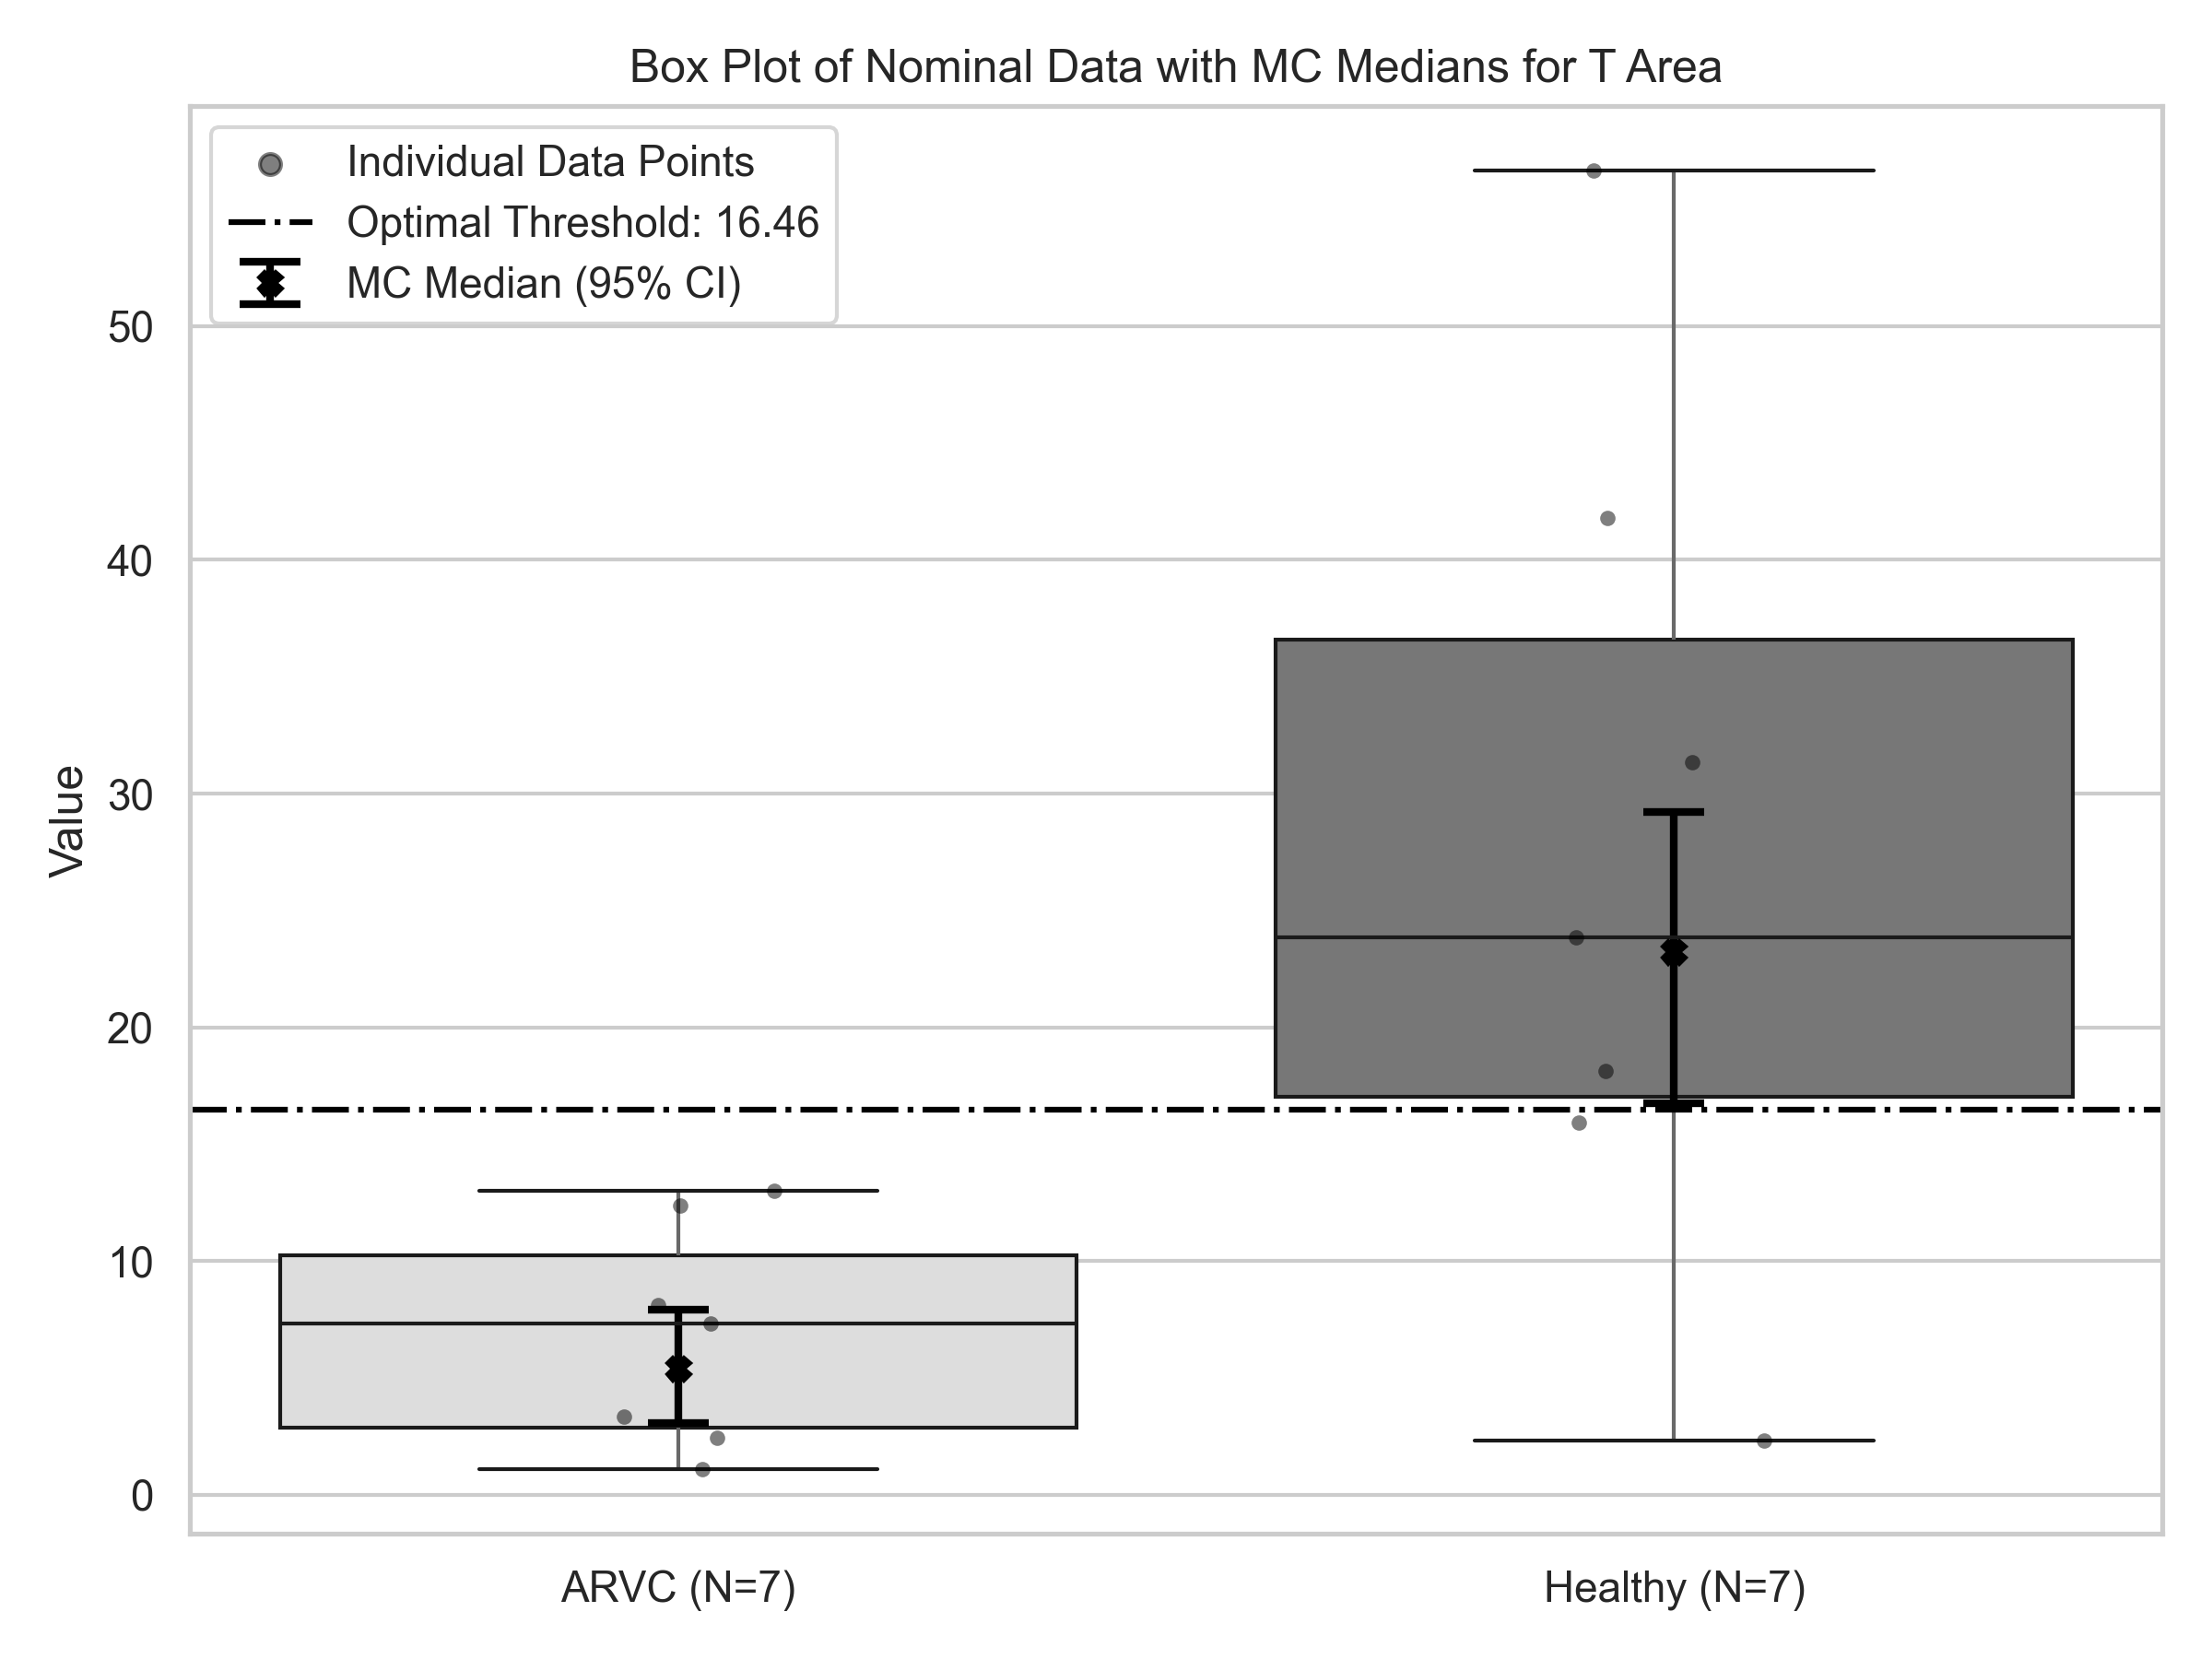 Box Plot of Nominal Data with MC Medians for T Area
Individual Data Points
Optimal Threshold: 16.46
MC Median (95% CI)
50
40
30
20
10
0
Value
ARVC (N=7)
Healthy (N=7)